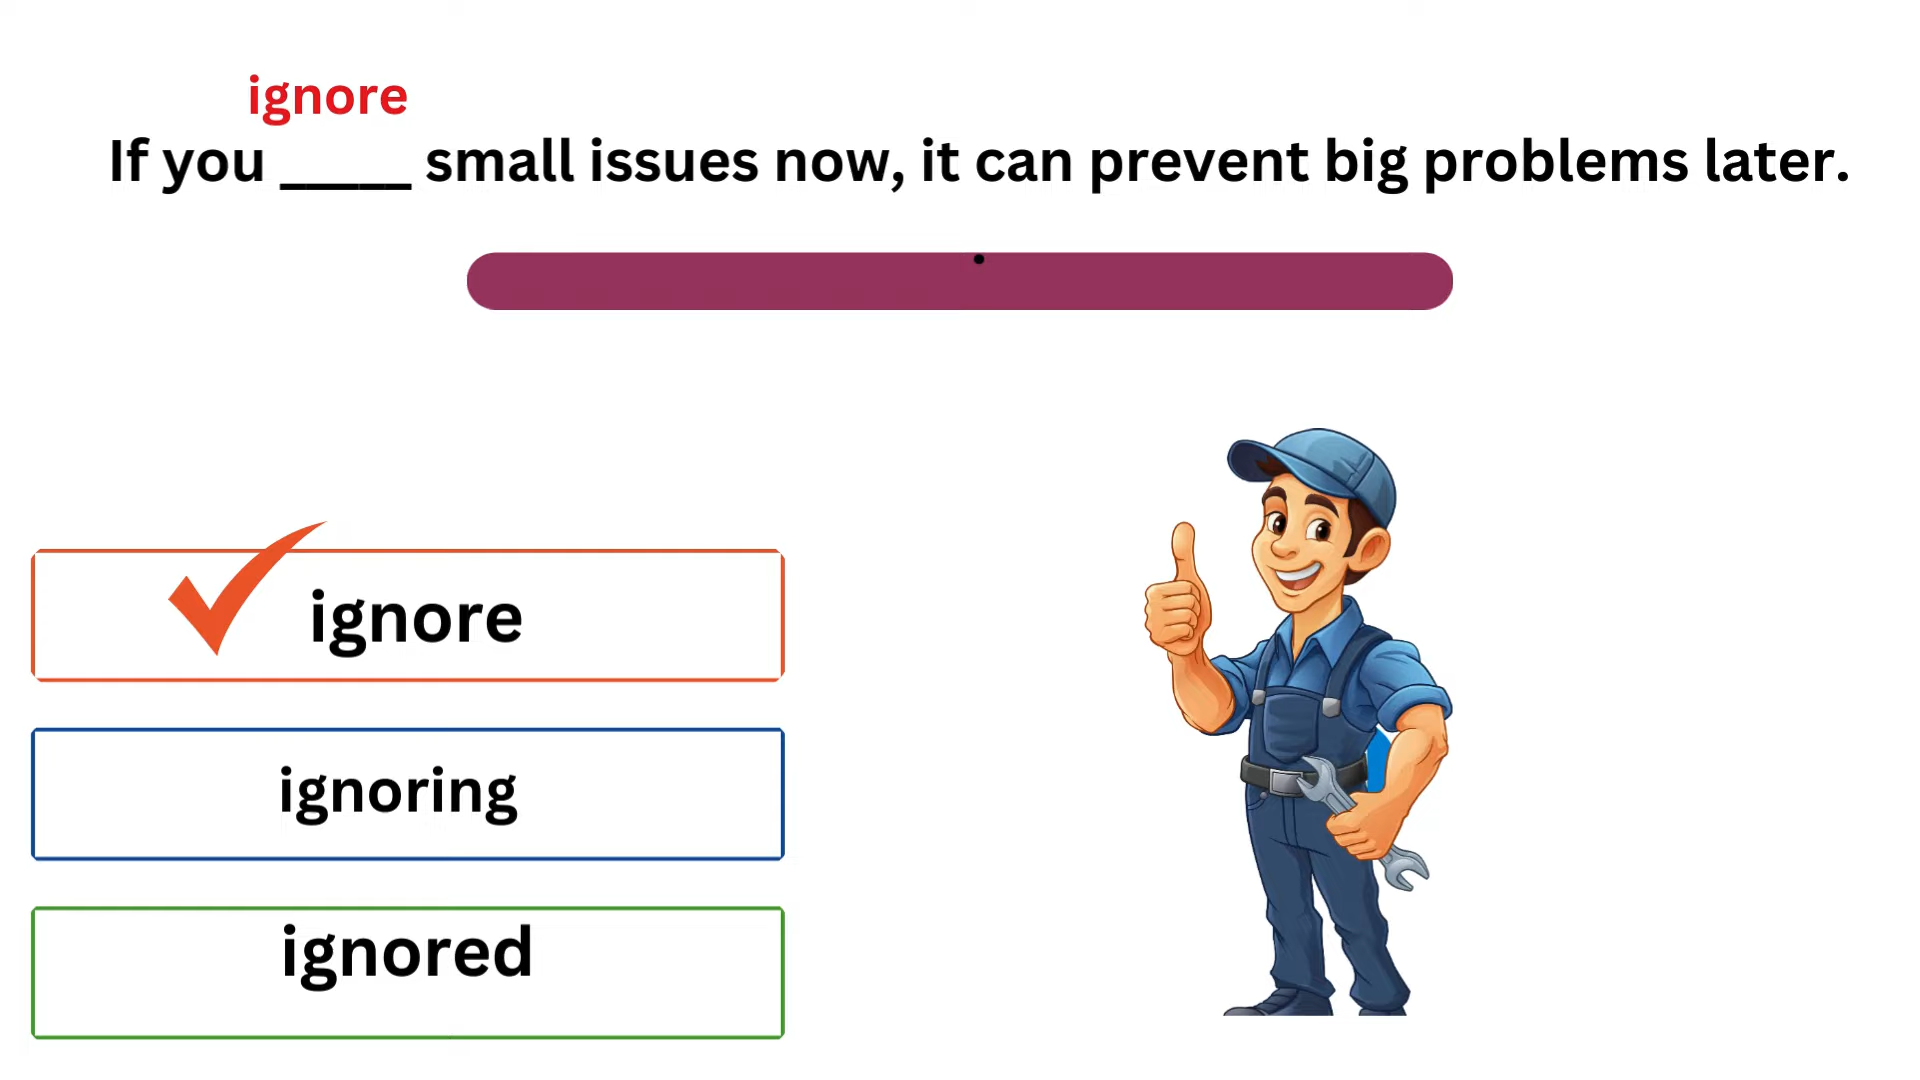 ignore
If you _____ small issues now, it can prevent big problems later.
ignore
ignoring
ignored